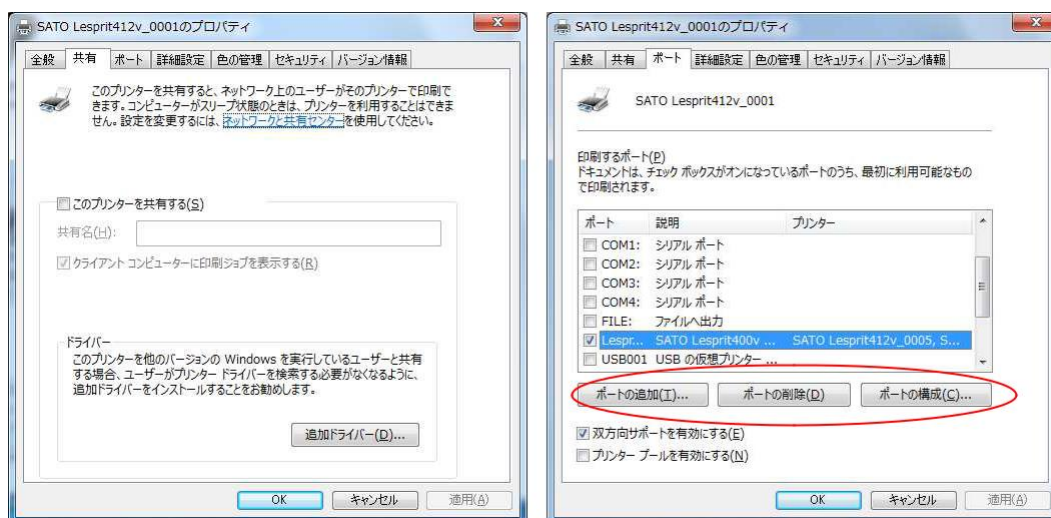 SATO Lesprit412v_0001のプロパティ
全般 共有 ポート 詳細設定 色の管理 セキュリティ バージョン情報
このプリンターを共有すると、ネットワーク上のユーザーがそのプリンターで印刷で
きます。コンピューターがスリープ状態のときは、プリンターを利用することはできま
せん。設定を変更するには、ネットワークと共有センターを使用してください。
このプリンターを共有する(S)
共有名(H):
クライアント コンピューターに印刷ジョブを表示する(R)
ドライバー
このプリンターを他のバージョンの Windows を実行しているユーザーと共有
する場合、ユーザーがプリンター ドライバーを検索する必要がなくなるように、
追加ドライバーをインストールすることをお勧めします。
追加ドライバー(D)...
OK キャンセル 適用(A)
SATO Lesprit412v_0001のプロパティ
全般 共有 ポート 詳細設定 色の管理 セキュリティ バージョン情報
SATO Lesprit412v_0001
印刷するポート(P)
ドキュメントは、チェック ボックスがオンになっているポートのうち、最初に利用可能なもの
で印刷されます。
ポート 説明 プリンター
COM1: シリアル ポート
COM2: シリアル ポート
COM3: シリアル ポート
COM4: シリアル ポート
FILE: ファイルへ出力
Lespr... SATO Lesprit400v ... SATO Lesprit412v_0005, S...
USB001 USB の仮想プリンター ...
ポートの追加(T)... ポートの削除(D) ポートの構成(C)...
双方向サポートを有効にする(E)
プリンター プールを有効にする(N)
OK キャンセル 適用(A)